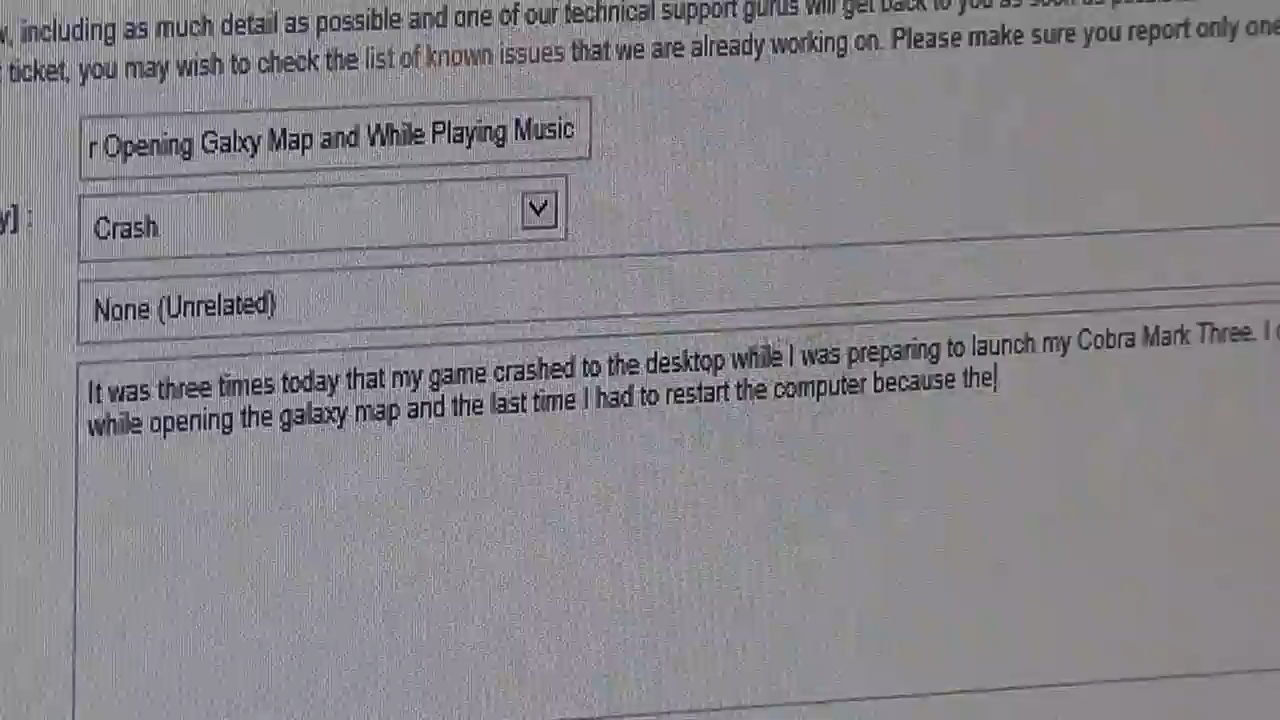 , including as much detail as possible and one of our technical support gurus will get back to you as soon as
ticket, you may wish to check the list of known issues that we are already working on. Please make sure you report only one
r Opening Galxy Map and While Playing Music
y] :
Crash
None (Unrelated)
It was three times today that my game crashed to the desktop while I was preparing to launch my Cobra Mark Three. I
while opening the galaxy map and the last time I had to restart the computer because the